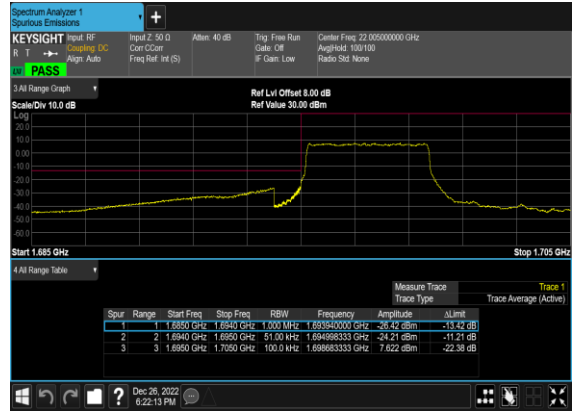 Spectrum Analyzer 1
Spurious Emissions
KEYSIGHT
R T
LW PASS
Input: RF
Coupling: DC
Align: Auto
Input Z: 50 Ω
Corr CCorr
Freq Ref: Int (S)
Atten: 40 dB
Trig: Free Run
Gate: Off
IF Gain: Low
Center Freq: 22.005000000 GHz
Avg|Hold: 100/100
Radio Std: None
3 All Range Graph
Scale/Div 10.0 dB
Ref Lvl Offset 8.00 dB
Ref Value 30.00 dBm
Log
20.0
10.0
0.00
-10.0
-20.0
-30.0
-40.0
-50.0
-60.0
Start 1.685 GHz
Stop 1.705 GHz
4 All Range Table
Measure Trace Trace 1
Trace Type Trace Average (Active)
Spur Range Start Freq Stop Freq RBW Frequency Amplitude ΔLimit
1 1 1.6850 GHz 1.6940 GHz 1.000 MHz 1.693940000 GHz -26.42 dBm -13.42 dB
2 2 1.6940 GHz 1.6950 GHz 51.00 kHz 1.694998333 GHz -24.21 dBm -11.21 dB
3 3 1.6950 GHz 1.7050 GHz 100.0 kHz 1.698683333 GHz 7.622 dBm -22.38 dB
?
Dec 26, 2022
6:22:13 PM